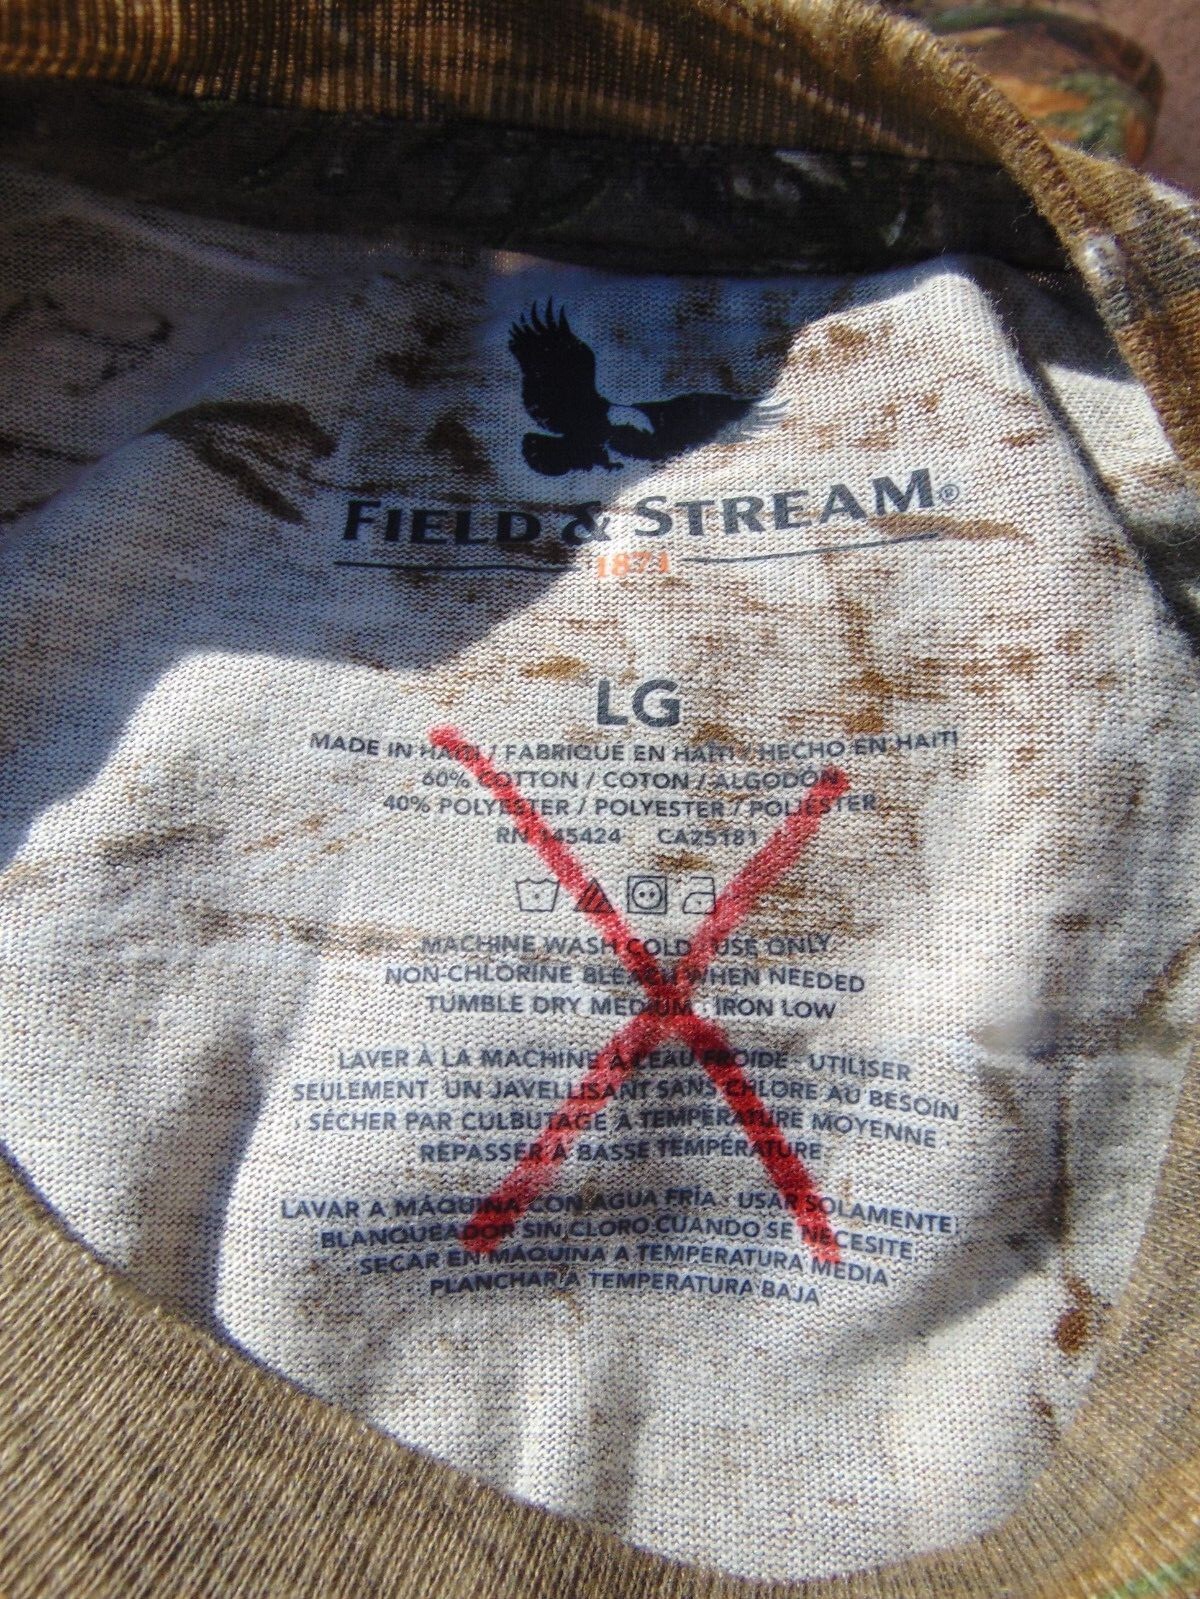 FIELD & STREAM®
1871
LG
MADE IN HAITI / FABRIQUÉ EN HAÏTI / HECHO EN HAITÍ
60% COTTON / COTON / ALGODÓN
40% POLYESTER / POLYESTER / POLIÉSTER
RN 145424 CA25181
MACHINE WASH COLD · USE ONLY
NON-CHLORINE BLEACH WHEN NEEDED
TUMBLE DRY MEDIUM · IRON LOW
LAVER À LA MACHINE À L'EAU FROIDE · UTILISER
SEULEMENT UN JAVELLISANT SANS CHLORE AU BESOIN
· SÉCHER PAR CULBUTAGE À TEMPÉRATURE MOYENNE ·
REPASSER À BASSE TEMPÉRATURE
LAVAR A MÁQUINA CON AGUA FRÍA · USAR SOLAMENTE
BLANQUEADOR SIN CLORO CUANDO SE NECESITE
SECAR EN MÁQUINA A TEMPERATURA MEDIA
PLANCHAR A TEMPERATURA BAJA